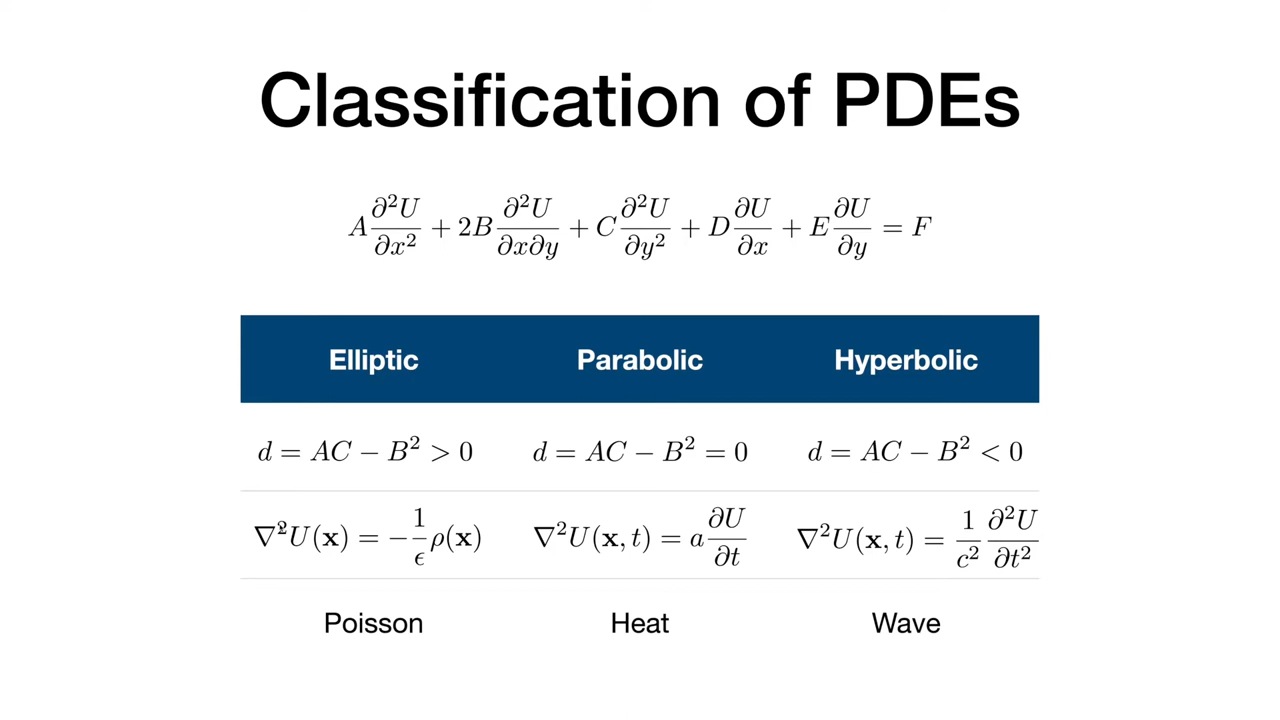 Classification of PDEs
A ∂²U/∂x² + 2B ∂²U/∂x∂y + C ∂²U/∂y² + D ∂U/∂x + E ∂U/∂y = F
Elliptic Parabolic Hyperbolic
d = AC − B² > 0 d = AC − B² = 0 d = AC − B² < 0
∇²U(𝐱) = −1/ϵ ρ(𝐱) ∇²U(𝐱, t) = a ∂U/∂t ∇²U(𝐱, t) = 1/c² ∂²U/∂t²
Poisson Heat Wave